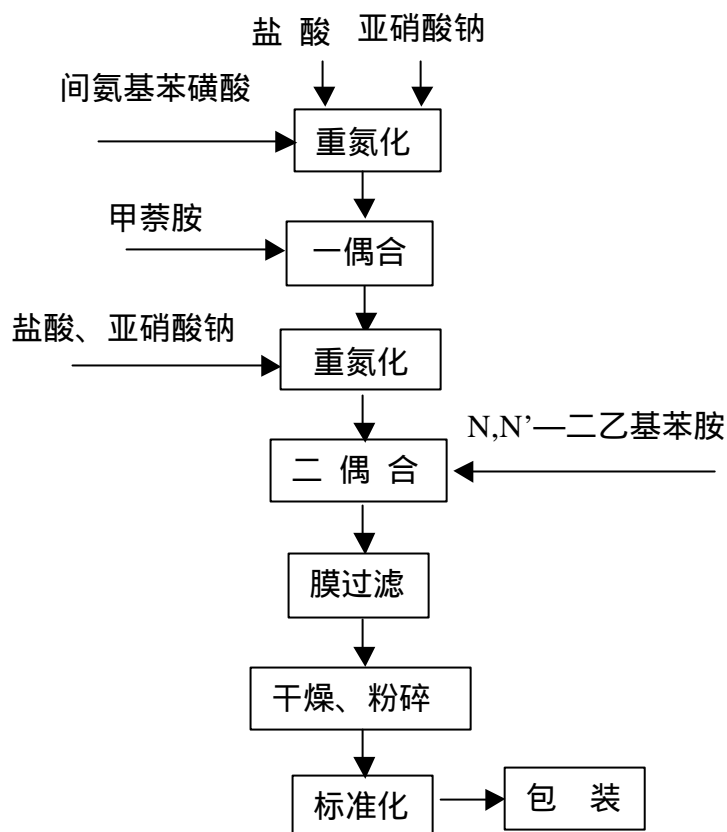 盐 酸 亚硝酸钠
间氨基苯磺酸
重氮化
甲萘胺
一偶合
盐酸、亚硝酸钠
重氮化
N,N’—二乙基苯胺
二 偶 合
膜过滤
干燥、粉碎
标准化
包 装